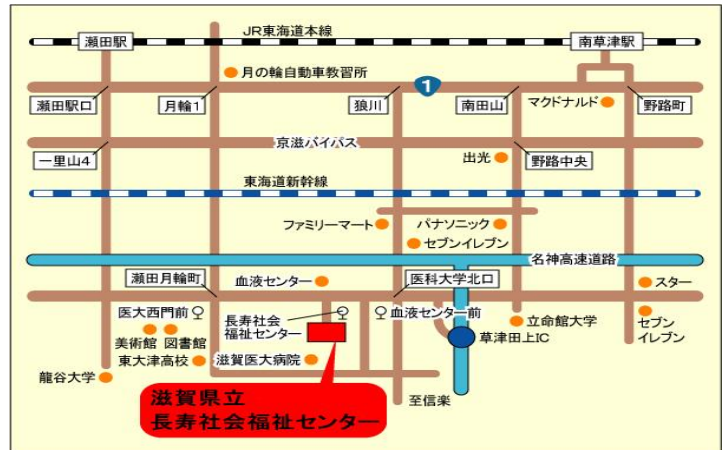 JR東海道本線
瀬田駅
南草津駅
月の輪自動車教習所
1
瀬田駅口
月輪1
狼川
南田山
マクドナルド
野路町
京滋バイパス
一里山4
出光
野路中央
東海道新幹線
ファミリーマート
パナソニック
セブンイレブン
名神高速道路
瀬田月輪町
血液センター
医科大学北口
スター
医大西門前
長寿社会
福祉センター
血液センター前
立命館大学
セブン
イレブン
美術館
図書館
草津田上IC
東大津高校
滋賀医大病院
龍谷大学
至信楽
滋賀県立
長寿社会福祉センター